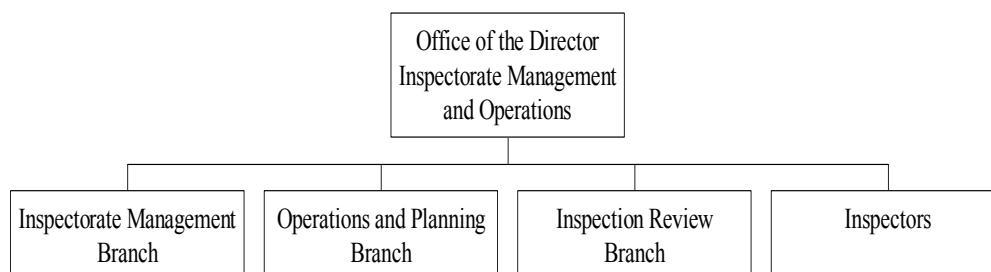 Office of the Director
Inspectorate Management
and Operations
Inspectorate Management
Branch
Operations and Planning
Branch
Inspection Review
Branch
Inspectors